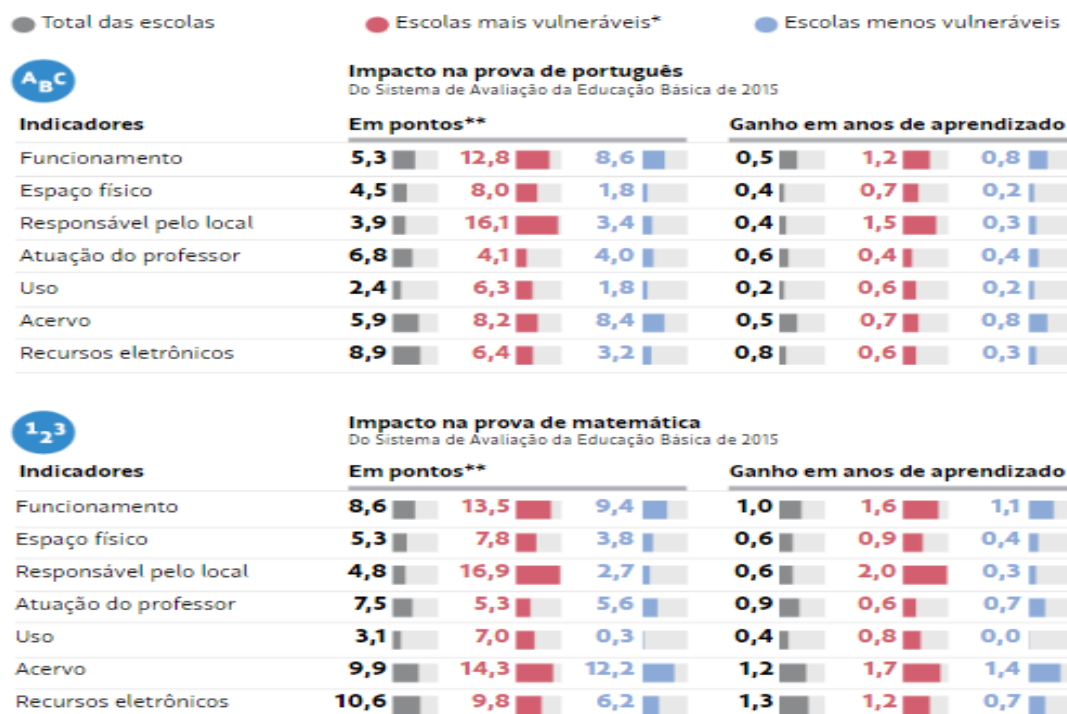 Total das escolas Escolas mais vulneráveis* Escolas menos vulneráveis
ABC Impacto na prova de português
Do Sistema de Avaliação da Educação Básica de 2015
Indicadores Em pontos** Ganho em anos de aprendizado
Funcionamento 5,3 12,8 8,6 0,5 1,2 0,8
Espaço físico 4,5 8,0 1,8 0,4 0,7 0,2
Responsável pelo local 3,9 16,1 3,4 0,4 1,5 0,3
Atuação do professor 6,8 4,1 4,0 0,6 0,4 0,4
Uso 2,4 6,3 1,8 0,2 0,6 0,2
Acervo 5,9 8,2 8,4 0,5 0,7 0,8
Recursos eletrônicos 8,9 6,4 3,2 0,8 0,6 0,3
123 Impacto na prova de matemática
Do Sistema de Avaliação da Educação Básica de 2015
Indicadores Em pontos** Ganho em anos de aprendizado
Funcionamento 8,6 13,5 9,4 1,0 1,6 1,1
Espaço físico 5,3 7,8 3,8 0,6 0,9 0,4
Responsável pelo local 4,8 16,9 2,7 0,6 2,0 0,3
Atuação do professor 7,5 5,3 5,6 0,9 0,6 0,7
Uso 3,1 7,0 0,3 0,4 0,8 0,0
Acervo 9,9 14,3 12,2 1,2 1,7 1,4
Recursos eletrônicos 10,6 9,8 6,2 1,3 1,2 0,7